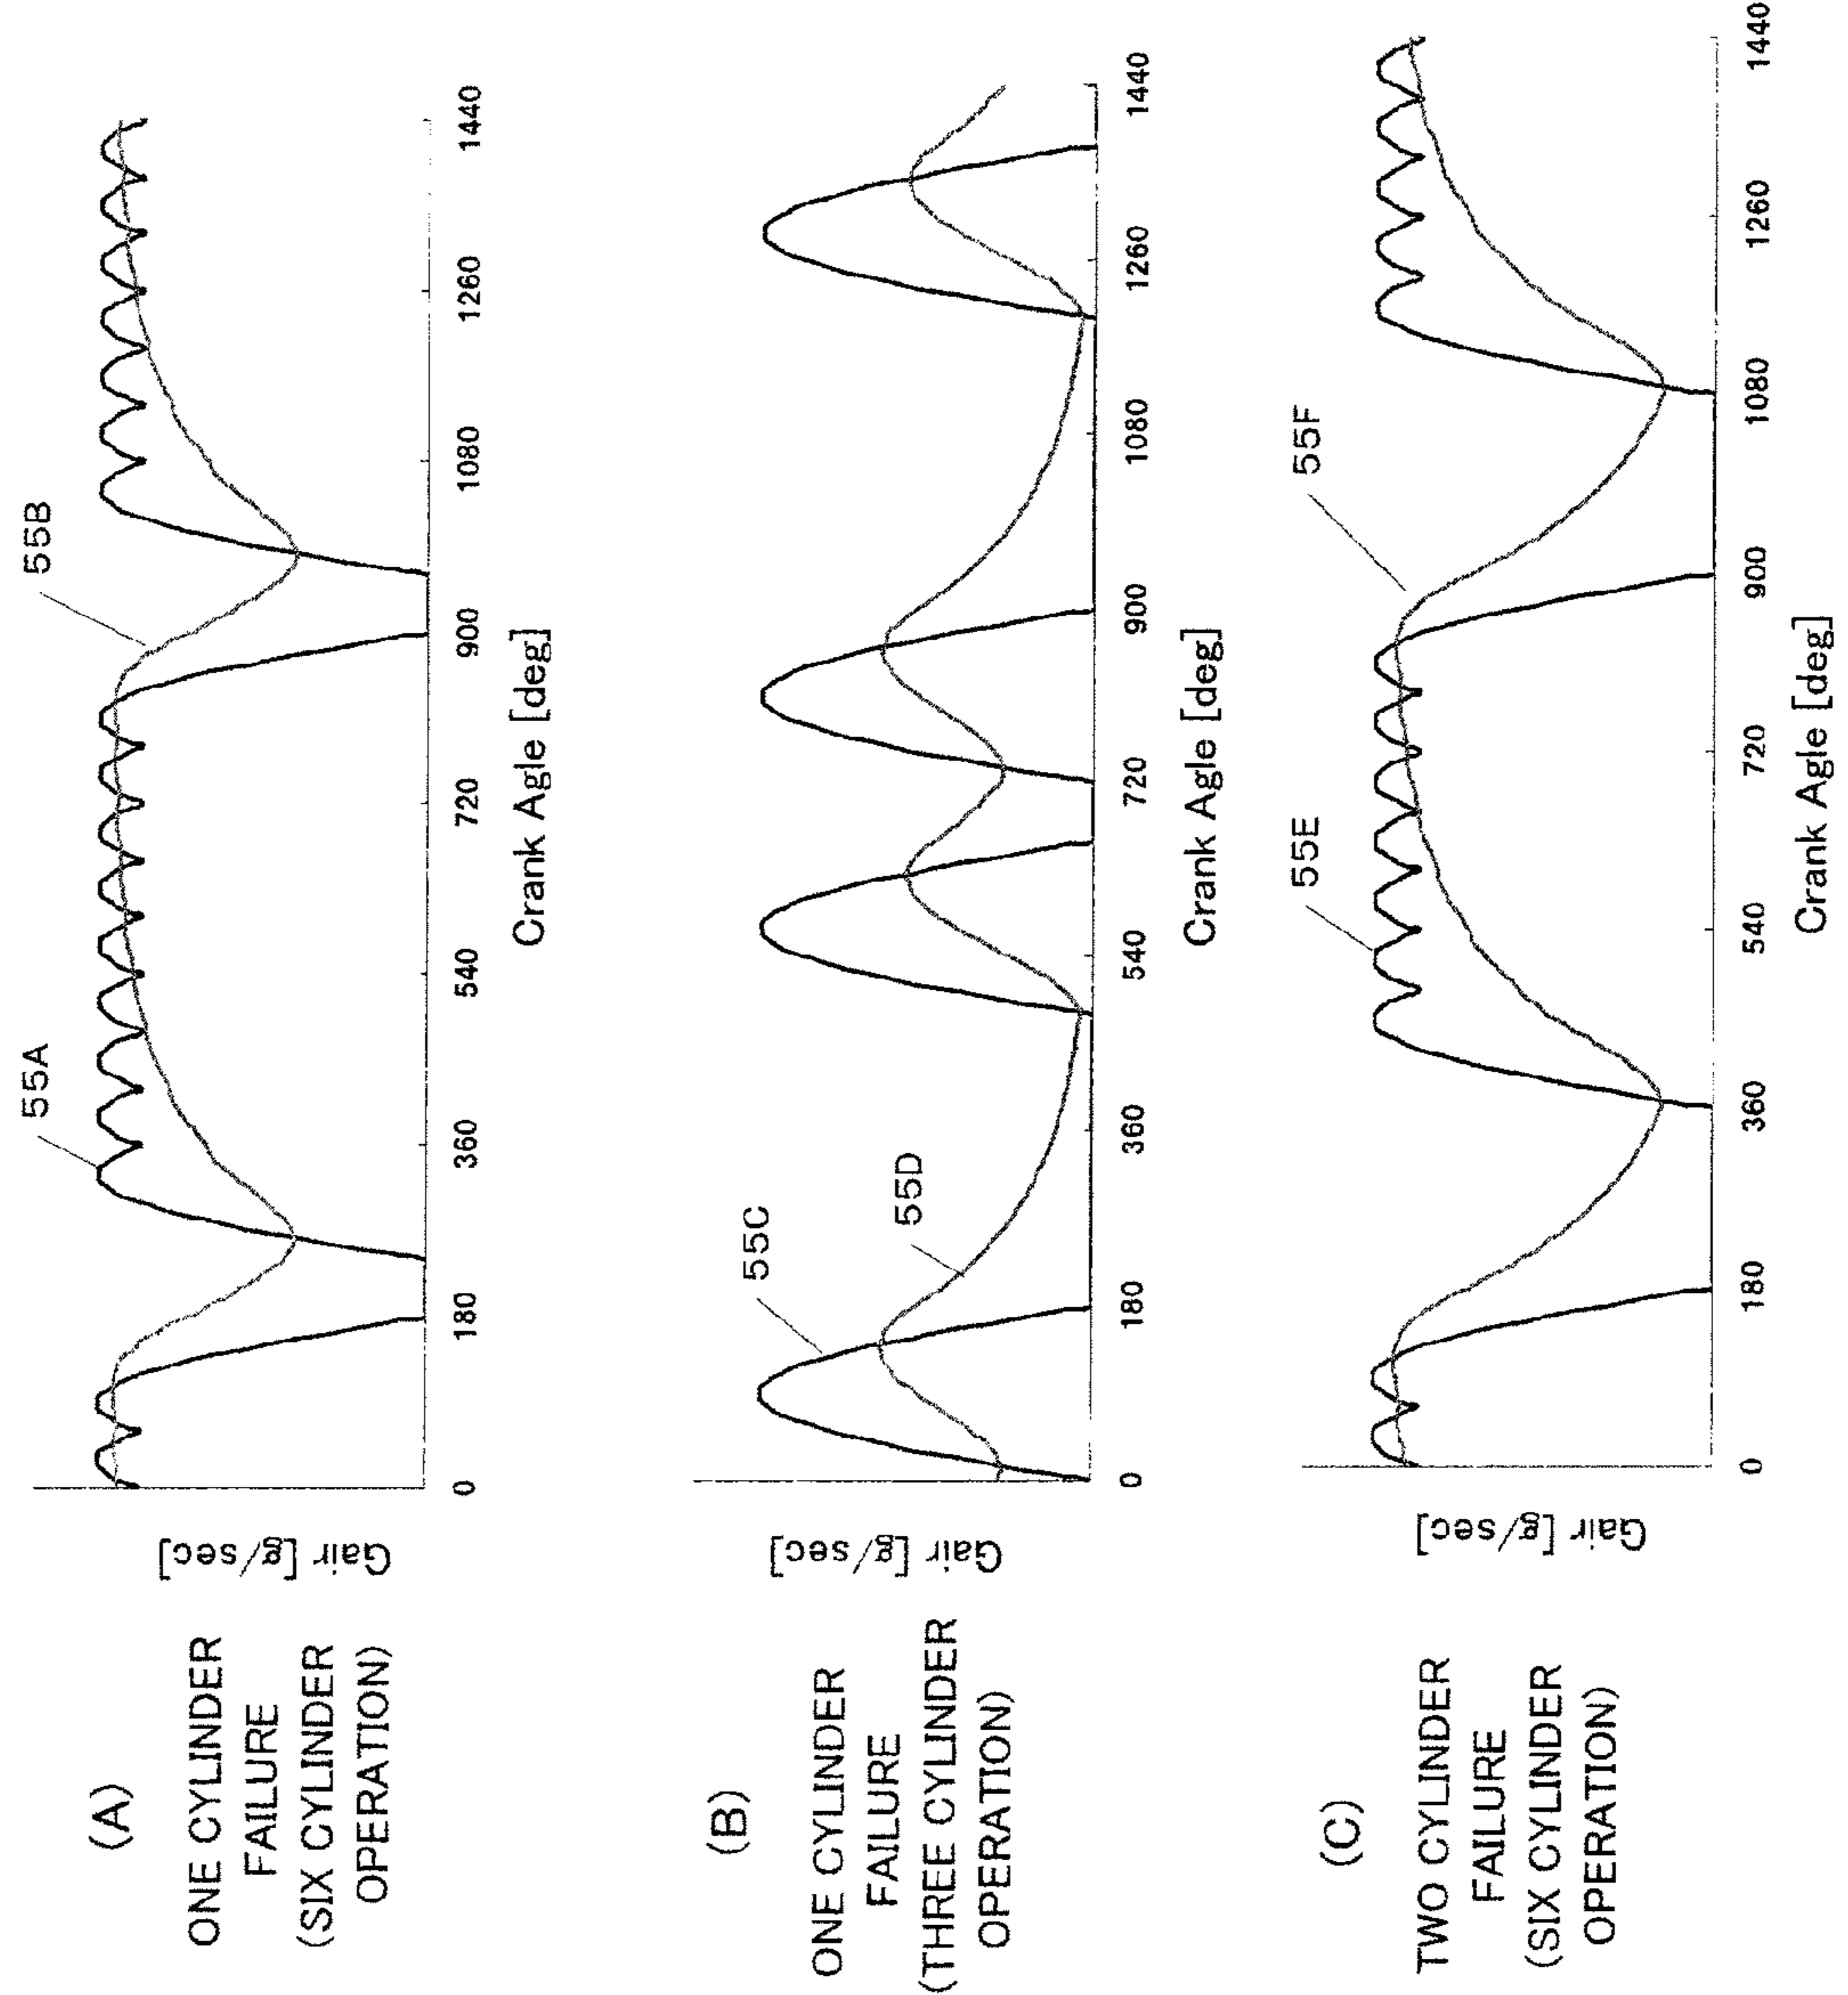 (A)
ONE CYLINDER
FAILURE
(SIX CYLINDER
OPERATION)
Gair [g/sec]
55A
55B
0 180 360 540 720 900 1080 1260 1440
Crank Agle [deg]
(B)
ONE CYLINDER
FAILURE
(THREE CYLINDER
OPERATION)
Gair [g/sec]
55C
55D
0 180 360 540 720 900 1080 1260 1440
Crank Agle [deg]
(C)
TWO CYLINDER
FAILURE
(SIX CYLINDER
OPERATION)
Gair [g/sec]
55E
55F
0 180 360 540 720 900 1080 1260 1440
Crank Agle [deg]